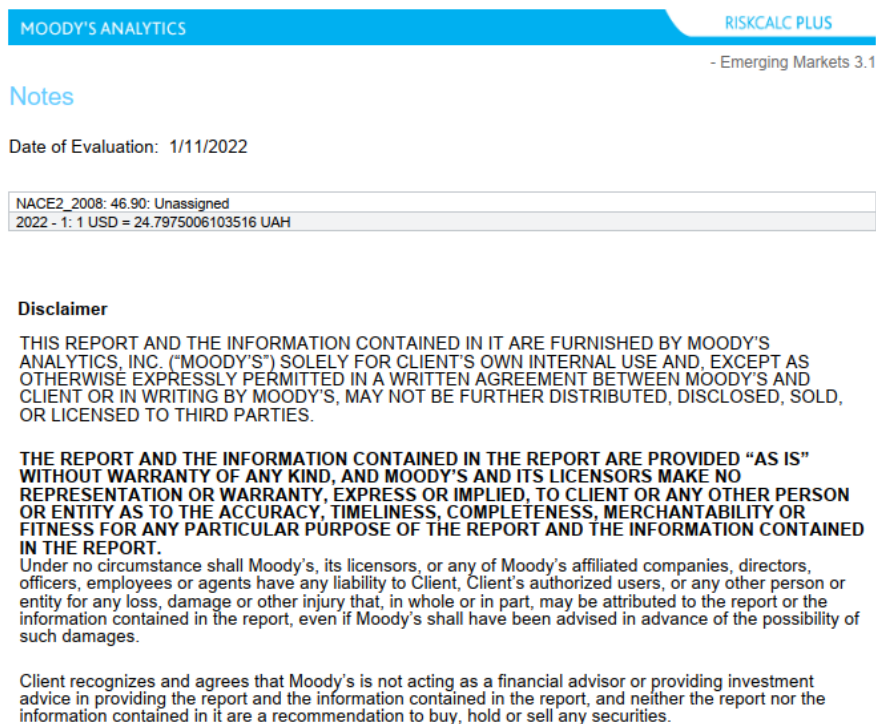 MOODY'S ANALYTICS
RISKCALC PLUS
- Emerging Markets 3.1
Notes
Date of Evaluation: 1/11/2022
NACE2_2008: 46.90: Unassigned
2022 - 1: 1 USD = 24.7975006103516 UAH
Disclaimer
THIS REPORT AND THE INFORMATION CONTAINED IN IT ARE FURNISHED BY MOODY'S
ANALYTICS, INC. (“MOODY'S”) SOLELY FOR CLIENT'S OWN INTERNAL USE AND, EXCEPT AS
OTHERWISE EXPRESSLY PERMITTED IN A WRITTEN AGREEMENT BETWEEN MOODY'S AND
CLIENT OR IN WRITING BY MOODY'S, MAY NOT BE FURTHER DISTRIBUTED, DISCLOSED, SOLD,
OR LICENSED TO THIRD PARTIES.
THE REPORT AND THE INFORMATION CONTAINED IN THE REPORT ARE PROVIDED “AS IS”
WITHOUT WARRANTY OF ANY KIND, AND MOODY'S AND ITS LICENSORS MAKE NO
REPRESENTATION OR WARRANTY, EXPRESS OR IMPLIED, TO CLIENT OR ANY OTHER PERSON
OR ENTITY AS TO THE ACCURACY, TIMELINESS, COMPLETENESS, MERCHANTABILITY OR
FITNESS FOR ANY PARTICULAR PURPOSE OF THE REPORT AND THE INFORMATION CONTAINED
IN THE REPORT.
Under no circumstance shall Moody's, its licensors, or any of Moody's affiliated companies, directors,
officers, employees or agents have any liability to Client, Client's authorized users, or any other person or
entity for any loss, damage or other injury that, in whole or in part, may be attributed to the report or the
information contained in the report, even if Moody's shall have been advised in advance of the possibility of
such damages.
Client recognizes and agrees that Moody's is not acting as a financial advisor or providing investment
advice in providing the report and the information contained in the report, and neither the report nor the
information contained in it are a recommendation to buy, hold or sell any securities.